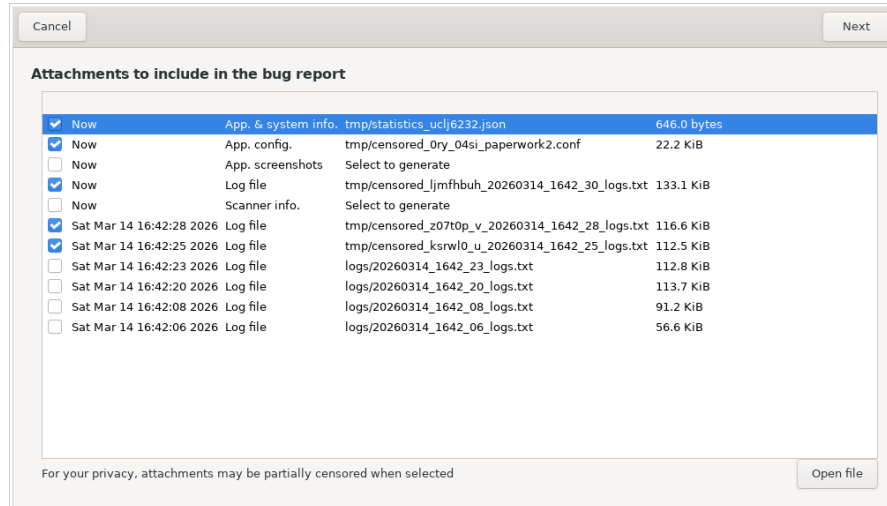 Cancel Next
Attachments to include in the bug report
Now App. & system info. tmp/statistics_uclj6232.json 646.0 bytes
Now App. config. tmp/censored_0ry_04si_paperwork2.conf 22.2 KiB
Now App. screenshots Select to generate
Now Log file tmp/censored_ljmfhbuh_20260314_1642_30_logs.txt 133.1 KiB
Now Scanner info. Select to generate
Sat Mar 14 16:42:28 2026 Log file tmp/censored_z07t0p_v_20260314_1642_28_logs.txt 116.6 KiB
Sat Mar 14 16:42:25 2026 Log file tmp/censored_ksrwl0_u_20260314_1642_25_logs.txt 112.5 KiB
Sat Mar 14 16:42:23 2026 Log file logs/20260314_1642_23_logs.txt 112.8 KiB
Sat Mar 14 16:42:20 2026 Log file logs/20260314_1642_20_logs.txt 113.7 KiB
Sat Mar 14 16:42:08 2026 Log file logs/20260314_1642_08_logs.txt 91.2 KiB
Sat Mar 14 16:42:06 2026 Log file logs/20260314_1642_06_logs.txt 56.6 KiB
For your privacy, attachments may be partially censored when selected Open file